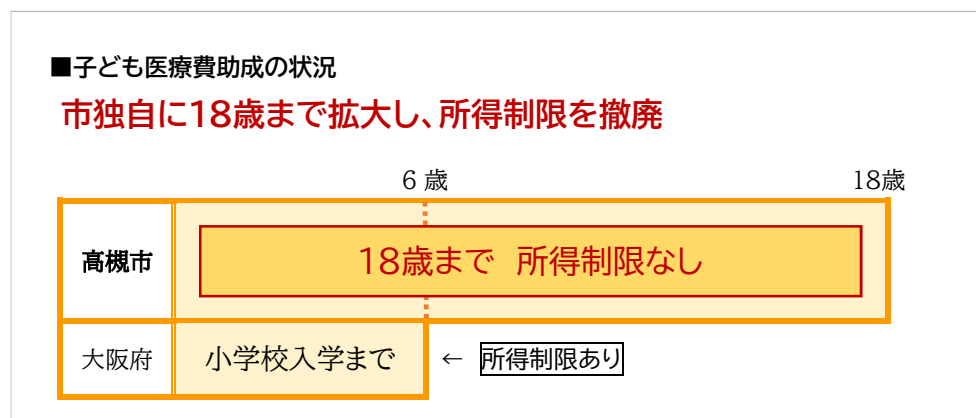 ■子ども医療費助成の状況
市独自に18歳まで拡大し、所得制限を撤廃
6 歳 18歳
高槻市 18歳まで 所得制限なし
大阪府 小学校入学まで ← 所得制限あり